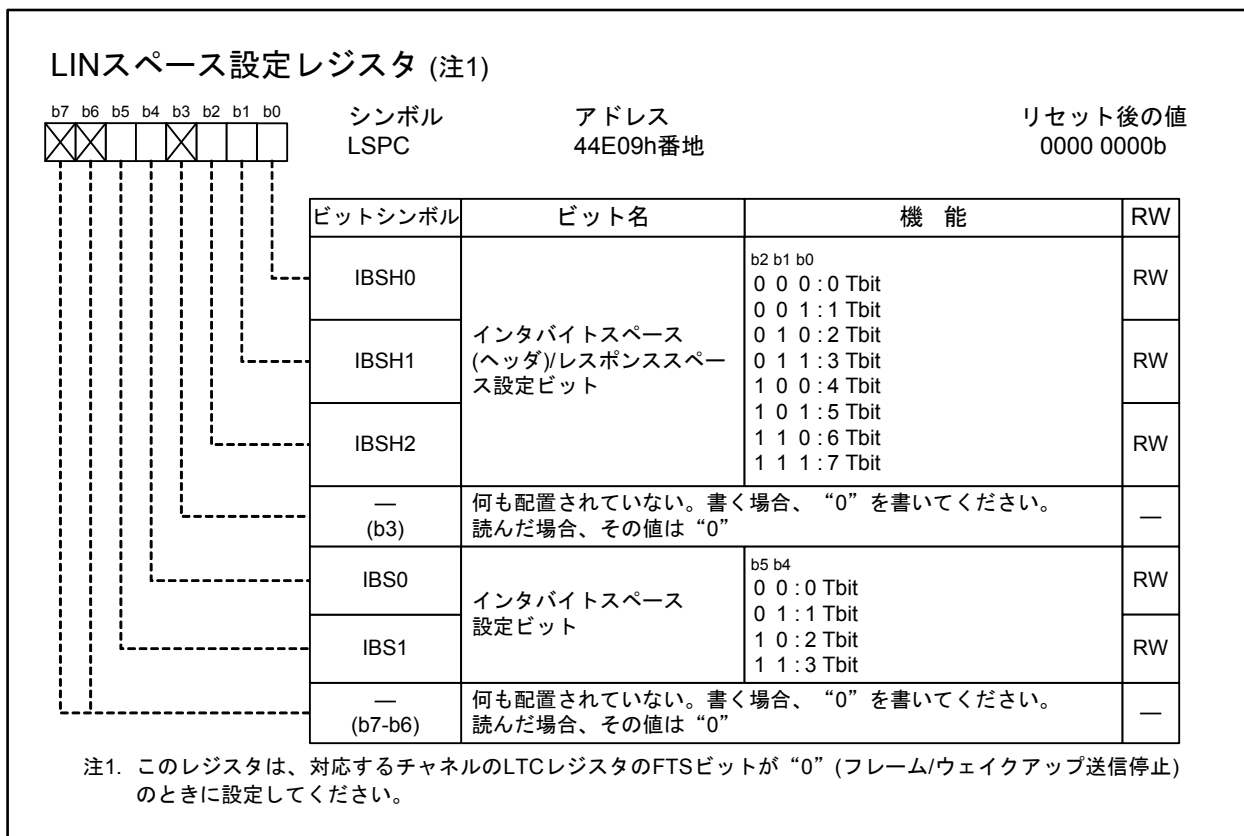 LINスペース設定レジスタ (注1)
b7 b6 b5 b4 b3 b2 b1 b0
シンボル アドレス リセット後の値
LSPC 44E09h番地 0000 0000b
ビットシンボル ビット名 機 能 RW
IBSH0
IBSH1
IBSH2
インタバイトスペース
(ヘッダ)/レスポンススペー
ス設定ビット
b2 b1 b0
0 0 0 : 0 Tbit
0 0 1 : 1 Tbit
0 1 0 : 2 Tbit
0 1 1 : 3 Tbit
1 0 0 : 4 Tbit
1 0 1 : 5 Tbit
1 1 0 : 6 Tbit
1 1 1 : 7 Tbit
RW
RW
RW
—
(b3)
何も配置されていない。書く場合、“0”を書いてください。
読んだ場合、その値は“0”
—
IBS0
IBS1
インタバイトスペース
設定ビット
b5 b4
0 0 : 0 Tbit
0 1 : 1 Tbit
1 0 : 2 Tbit
1 1 : 3 Tbit
RW
RW
—
(b7-b6)
何も配置されていない。書く場合、“0”を書いてください。
読んだ場合、その値は“0”
—
注1. このレジスタは、対応するチャネルのLTCレジスタのFTSビットが“0”(フレーム/ウェイクアップ送信停止)
のときに設定してください。